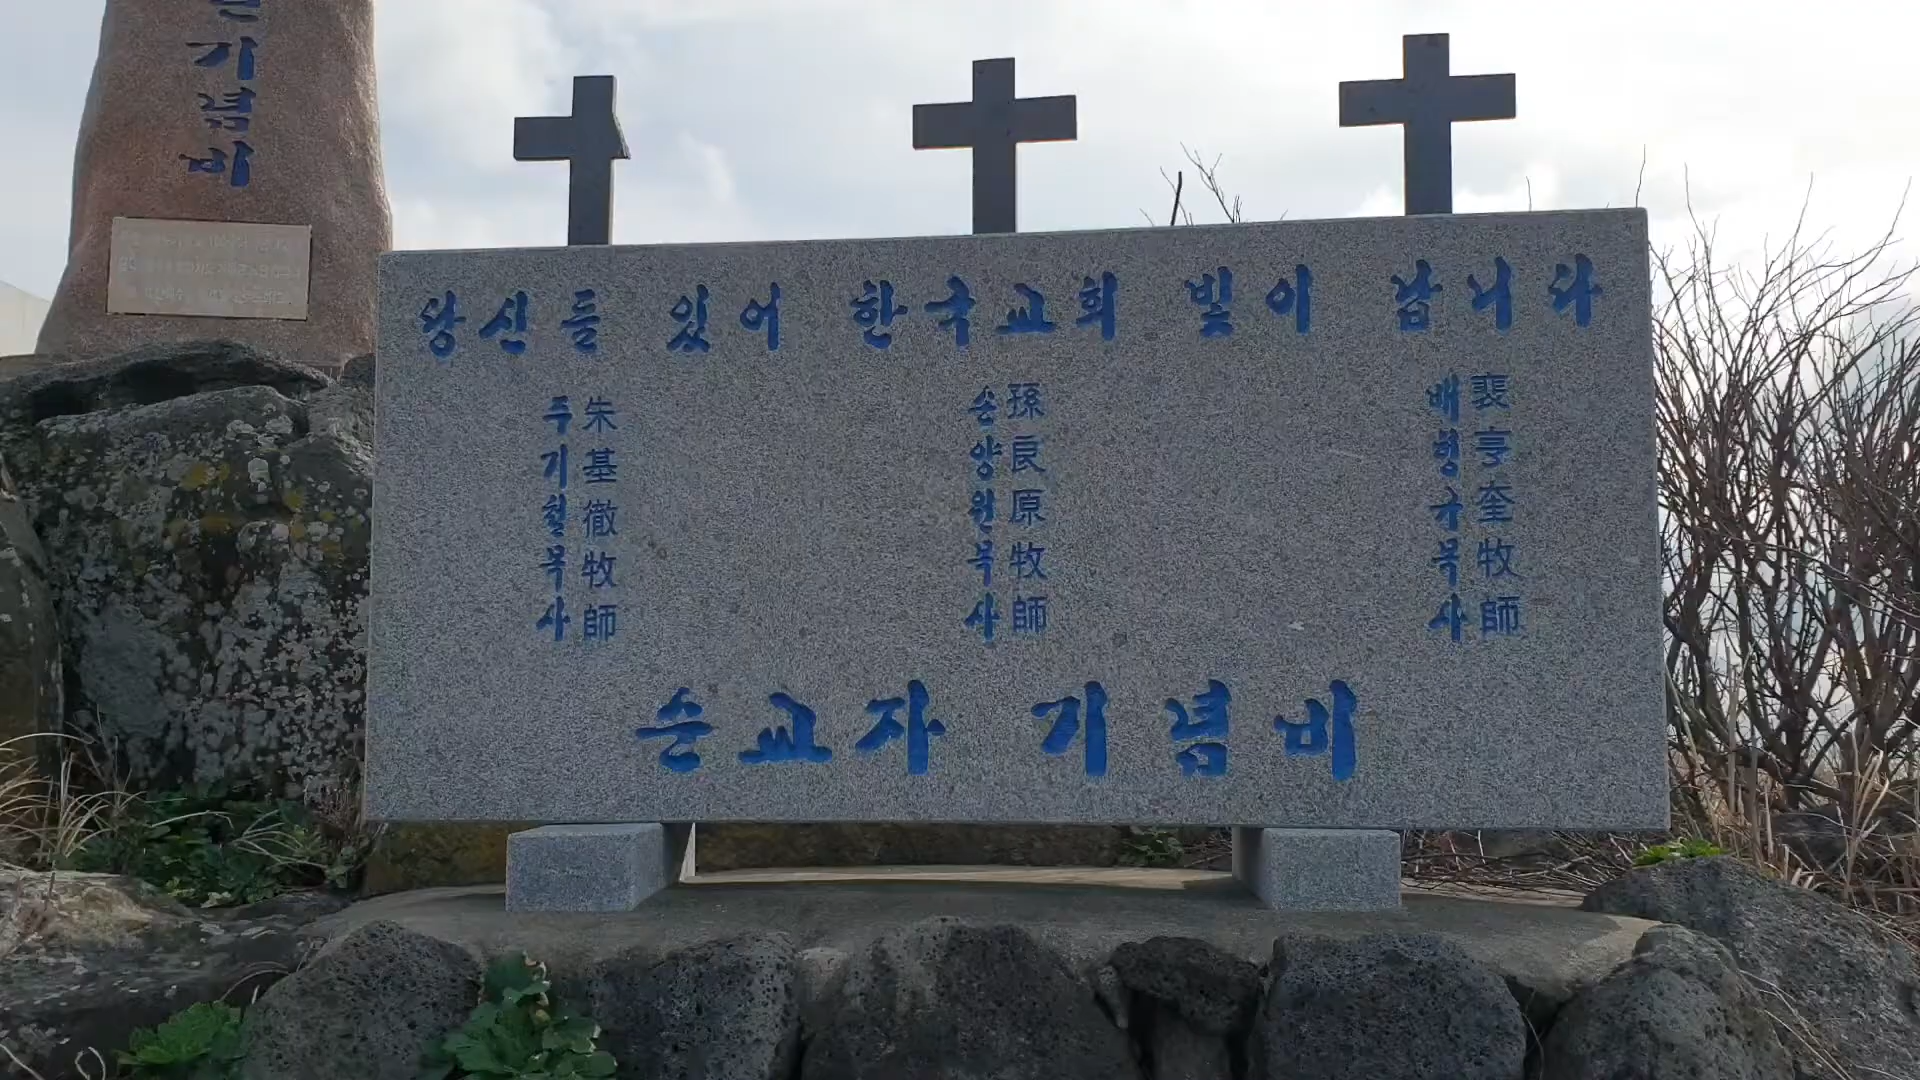 기념비
당신들 있어 한국교회 빛이 납니다
주기철목사
朱基徹牧師
손양원목사
孫良原牧師
배형규목사
裵亨奎牧師
순교자 기념비